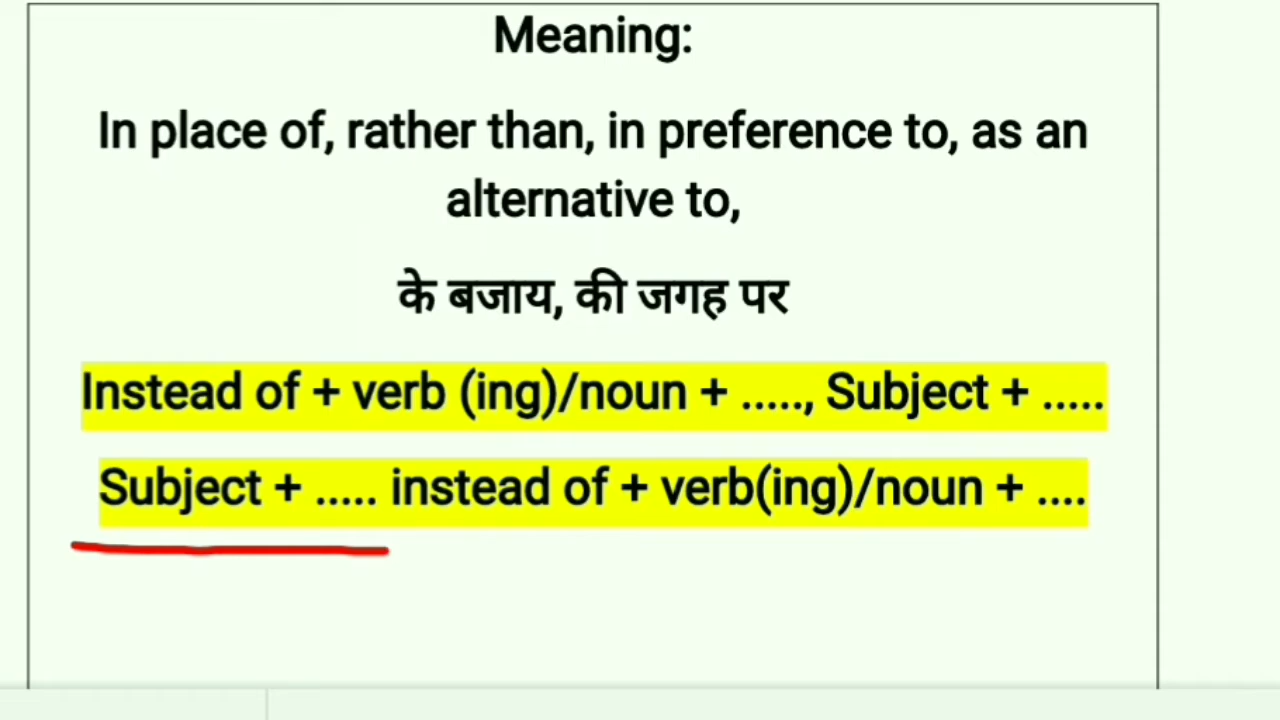 Meaning:
In place of, rather than, in preference to, as an
alternative to,
के बजाय, की जगह पर
Instead of + verb (ing)/noun + ....., Subject + .....
Subject + ..... instead of + verb(ing)/noun + ....